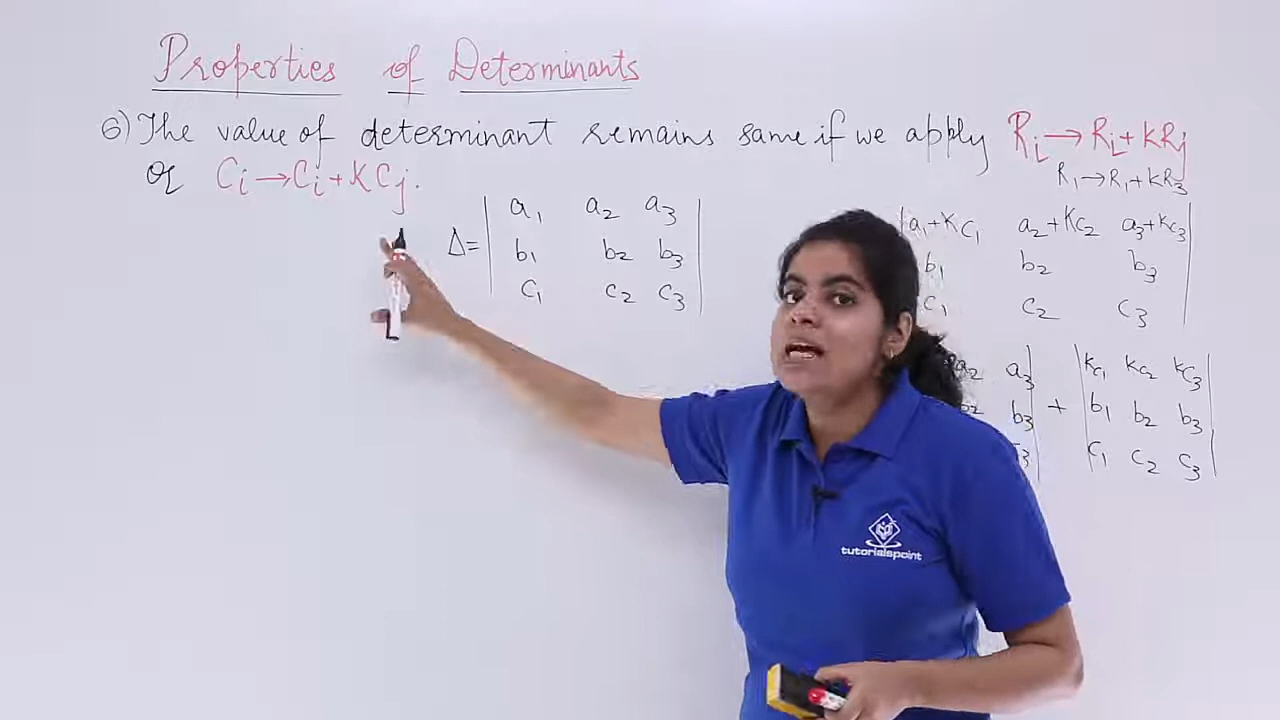 Properties of Determinants
6) The value of determinant remains same if we apply Ri → Ri + KRj
or Ci → Ci + KCj.
R1 → R1 + KR3
Δ = | a1 a2 a3 |
| b1 b2 b3 |
| c1 c2 c3 |
| a1 + KC1 a2 + KC2 a3 + KC3 |
b1 b2 b3 |
c1 c2 c3 |
a2 a3 | + | KC1 KC2 KC3 |
b2 b3 | | b1 b2 b3 |
| | c1 c2 c3 |
tutorialspoint